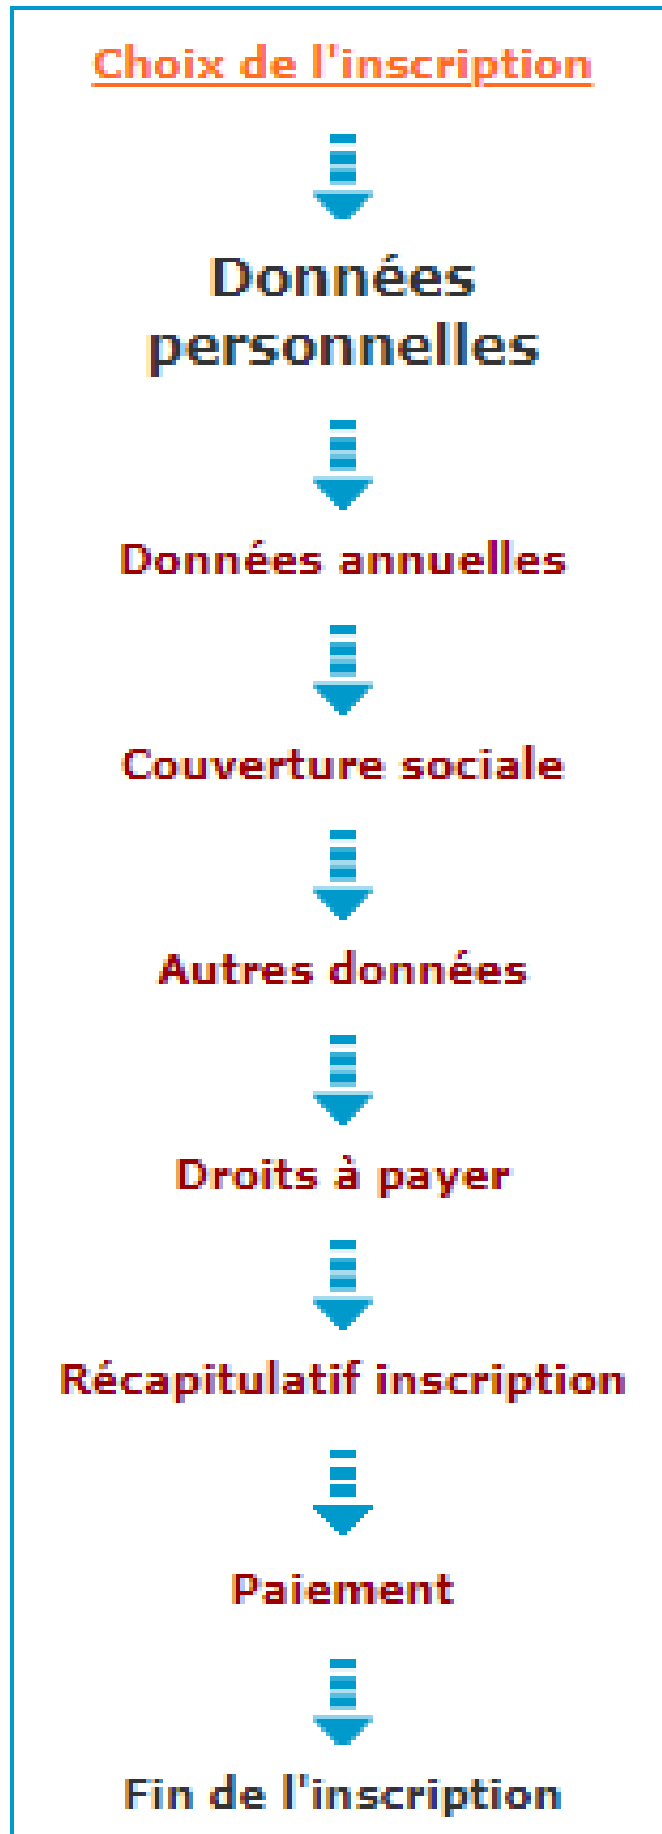 Choix de l'inscription
Données
personnelles
Données annuelles
Couverture sociale
Autres données
Droits à payer
Récapitulatif inscription
Paiement
Fin de l'inscription